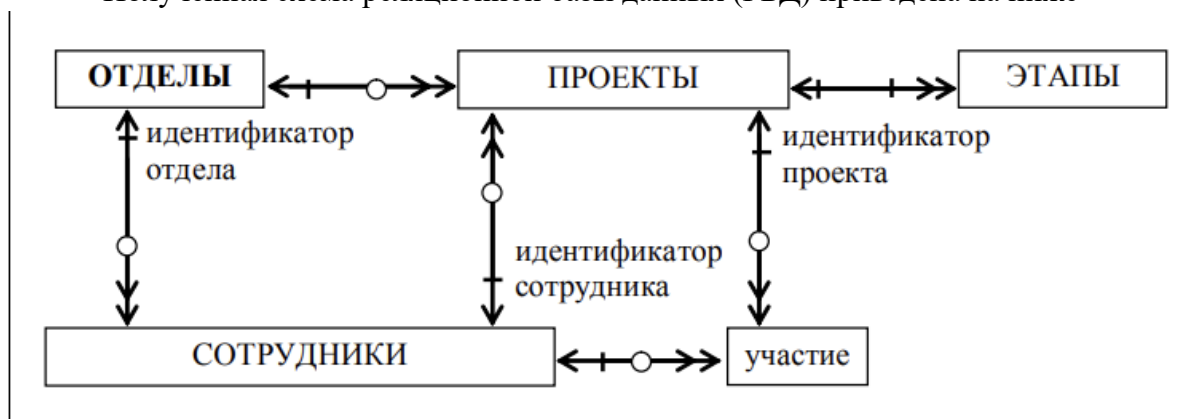 ОТДЕЛЫ
ПРОЕКТЫ
ЭТАПЫ
идентификатор
отдела
идентификатор
проекта
идентификатор
сотрудника
СОТРУДНИКИ
участие